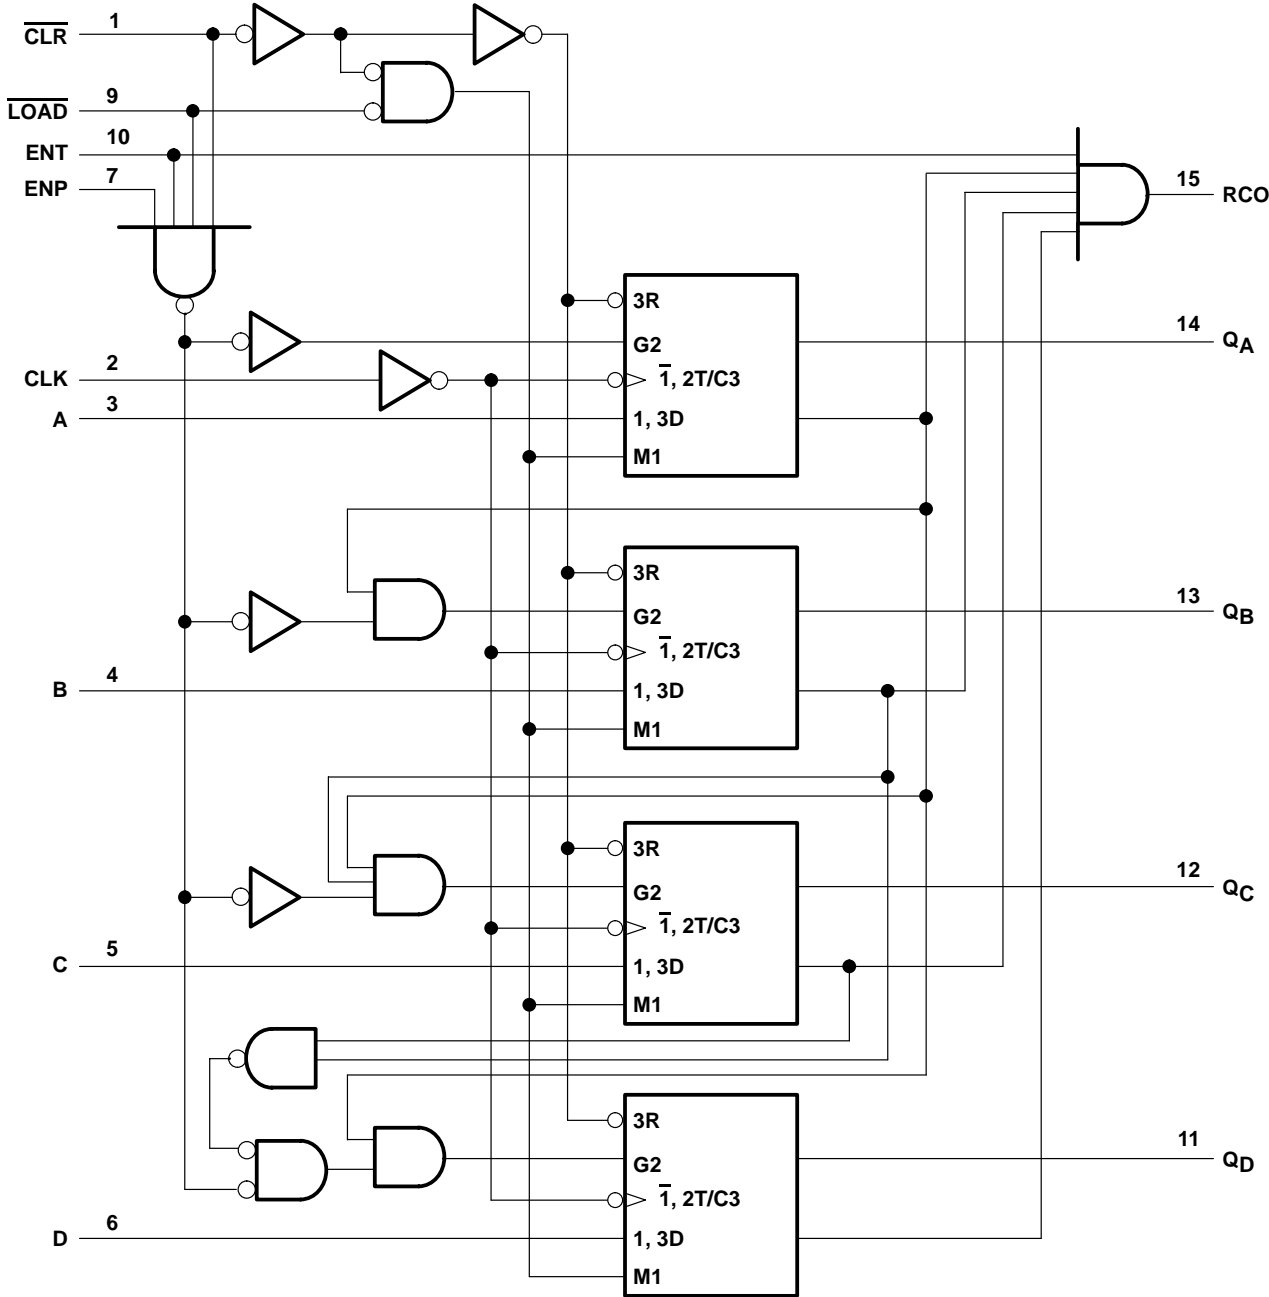 C̅L̅R̅ 1
L̅O̅A̅D̅ 9
ENT 10
ENP 7
15 RCO
3R
G2
14 QA
CLK 2
1̅, 2T/C3
A 3
1, 3D
M1
3R
G2
13 QB
1̅, 2T/C3
B 4
1, 3D
M1
3R
G2
12 QC
1̅, 2T/C3
C 5
1, 3D
M1
3R
G2
11 QD
1̅, 2T/C3
D 6
1, 3D
M1